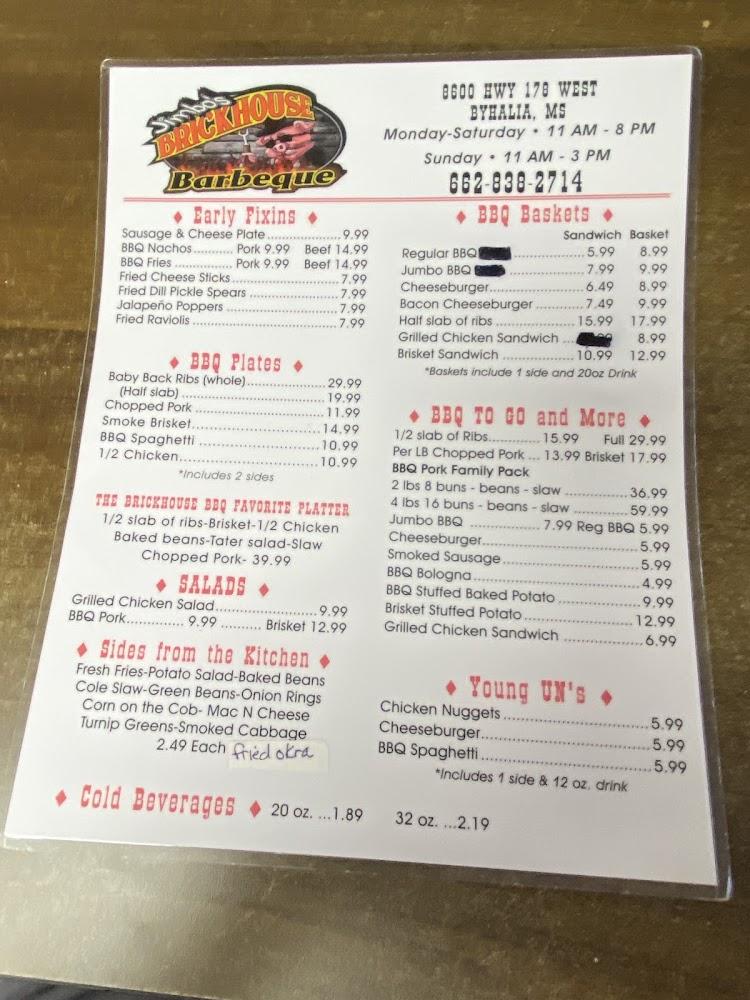 Jimbo's
BRICKHOUSE
Barbeque
8600 HWY 178 WEST
BYHALIA, MS
Monday-Saturday • 11 AM - 8 PM
Sunday • 11 AM - 3 PM
662-838-2714
♦ Early Fixins ♦
Sausage & Cheese Plate ........................ 9.99
BBQ Nachos .......... Pork 9.99 Beef 14.99
BBQ Fries .............. Pork 9.99 Beef 14.99
Fried Cheese Sticks ........................... 7.99
Fried Dill Pickle Spears ........................ 7.99
Jalapeño Poppers ............................. 7.99
Fried Raviolis ................................... 7.99
♦ BBQ Plates ♦
Baby Back Ribs (whole) .................... 29.99
(Half slab) .................................... 19.99
Chopped Pork ................................ 11.99
Smoke Brisket ................................. 14.99
BBQ Spaghetti ............................... 10.99
1/2 Chicken ................................... 10.99
*Includes 2 sides
THE BRICKHOUSE BBQ FAVORITE PLATTER
1/2 slab of ribs-Brisket-1/2 Chicken
Baked beans-Tater salad-Slaw
Chopped Pork- 39.99
♦ SALADS ♦
Grilled Chicken Salad ........................ 9.99
BBQ Pork .............. 9.99 .......... Brisket 12.99
♦ Sides from the Kitchen ♦
Fresh Fries-Potato Salad-Baked Beans
Cole Slaw-Green Beans-Onion Rings
Corn on the Cob- Mac N Cheese
Turnip Greens-Smoked Cabbage
2.49 Each fried okra
♦ BBQ Baskets ♦
Sandwich Basket
Regular BBQ ..................... 5.99 8.99
Jumbo BBQ ..................... 7.99 9.99
Cheeseburger ........................ 6.49 8.99
Bacon Cheeseburger ............ 7.49 9.99
Half slab of ribs ..................... 15.99 17.99
Grilled Chicken Sandwich ... 8.99
Brisket Sandwich .................. 10.99 12.99
*Baskets include 1 side and 20oz Drink
♦ BBQ TO GO and More ♦
1/2 slab of Ribs ............ 15.99 Full 29.99
Per LB Chopped Pork ... 13.99 Brisket 17.99
BBQ Pork Family Pack
2 lbs 8 buns - beans - slaw .............. 36.99
4 lbs 16 buns - beans - slaw ............ 59.99
Jumbo BBQ ................ 7.99 Reg BBQ 5.99
Cheeseburger .................................. 5.99
Smoked Sausage .............................. 5.99
BBQ Bologna .................................... 4.99
BBQ Stuffed Baked Potato .................. 9.99
Brisket Stuffed Potato ......................... 12.99
Grilled Chicken Sandwich .................... 6.99
♦ Young UN's ♦
Chicken Nuggets .............................. 5.99
Cheeseburger ................................... 5.99
BBQ Spaghetti ................................... 5.99
*Includes 1 side & 12 oz. drink
♦ Cold Beverages ♦ 20 oz. ...1.89 32 oz. ...2.19